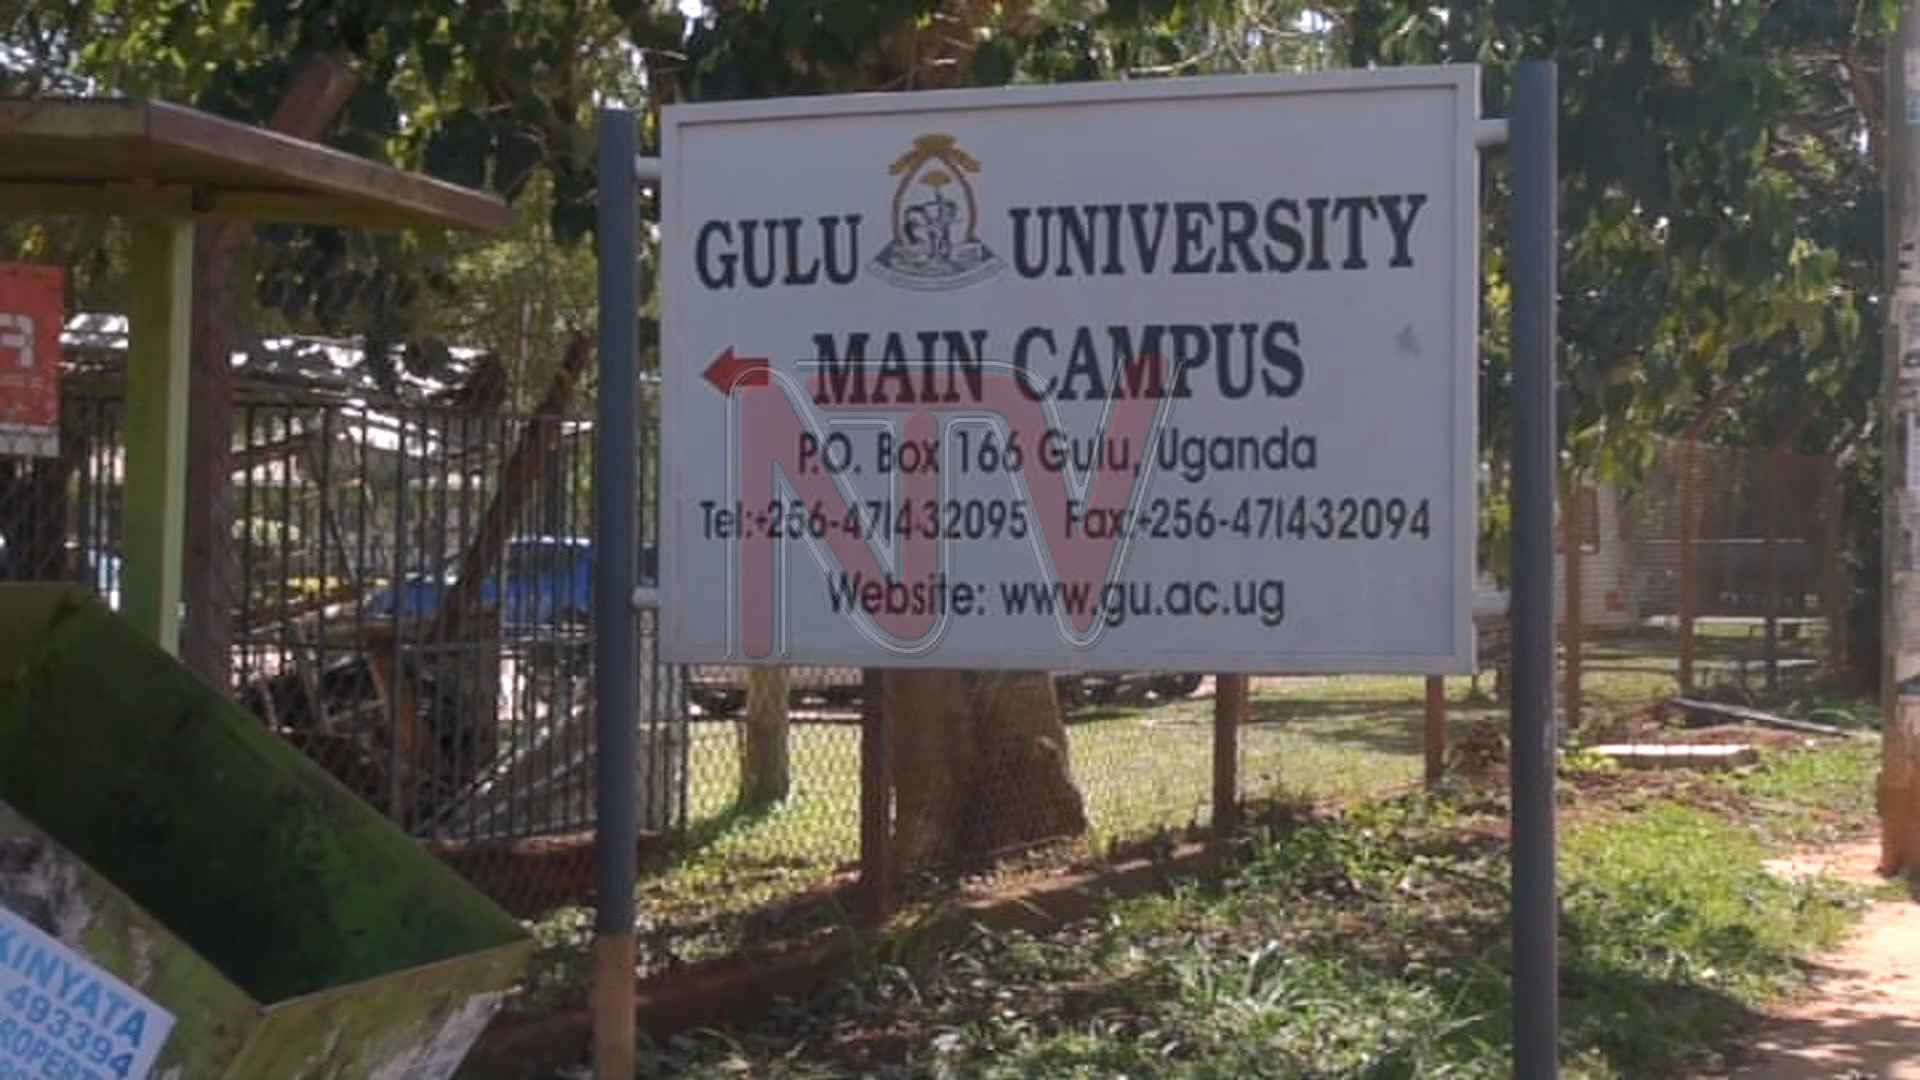 GULU UNIVERSITY
MAIN CAMPUS
P.O. Box 166 Gulu, Uganda
Tel:+256-471432095 Fax:+256-471432094
Website: www.gu.ac.ug
NTV
KINYATA
493394